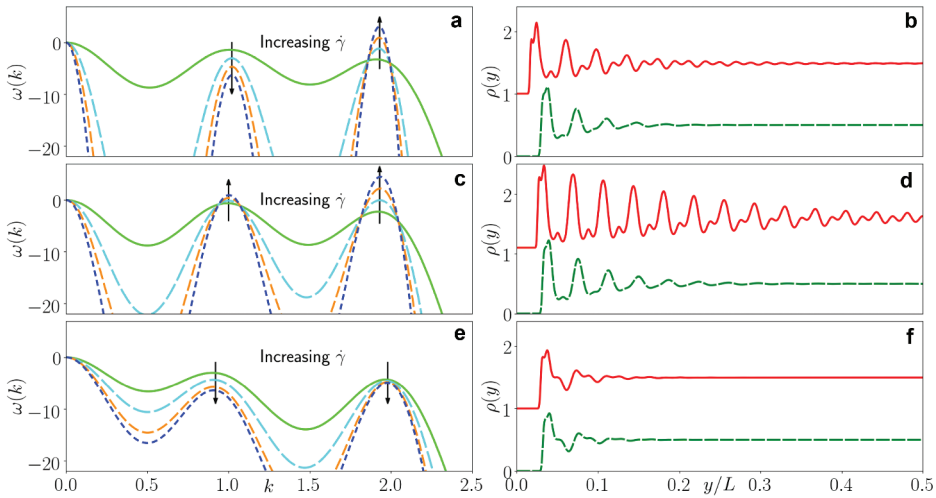 a
Increasing γ̇
ω(k)
0
−10
−20
b
ρ(y)
2
1
0
c
Increasing γ̇
ω(k)
0
−10
−20
d
ρ(y)
2
1
0
e
Increasing γ̇
ω(k)
0
−10
−20
0.0 0.5 1.0 1.5 2.0 2.5
k
f
ρ(y)
2
1
0
0.0 0.1 0.2 0.3 0.4 0.5
y/L